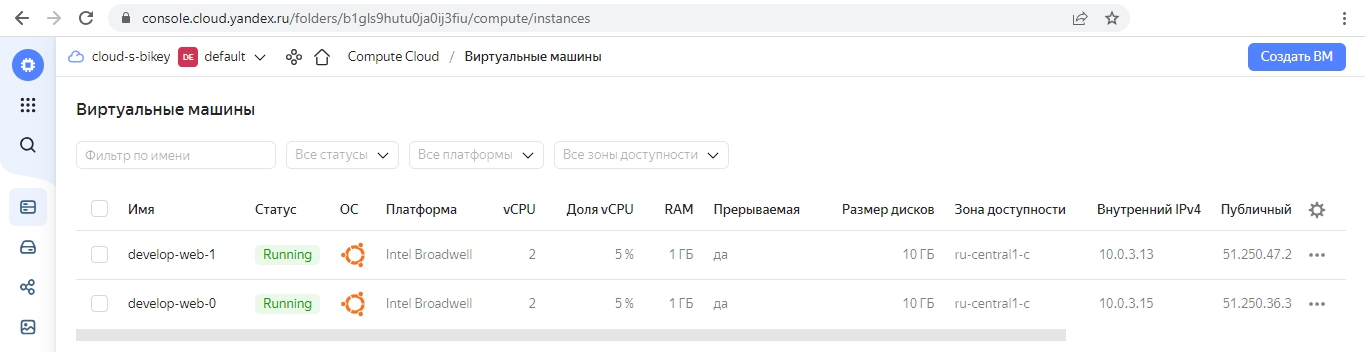 console.cloud.yandex.ru/folders/b1gls9hutu0ja0ij3fiu/compute/instances
cloud-s-bikey DE default Compute Cloud / Виртуальные машины Создать ВМ
Виртуальные машины
Фильтр по имени Все статусы Все платформы Все зоны доступности
Имя Статус ОС Платформа vCPU Доля vCPU RAM Прерываемая Размер дисков Зона доступности Внутренний IPv4 Публичный
develop-web-1 Running Intel Broadwell 2 5 % 1 ГБ да 10 ГБ ru-central1-c 10.0.3.13 51.250.47.2
develop-web-0 Running Intel Broadwell 2 5 % 1 ГБ да 10 ГБ ru-central1-c 10.0.3.15 51.250.36.3